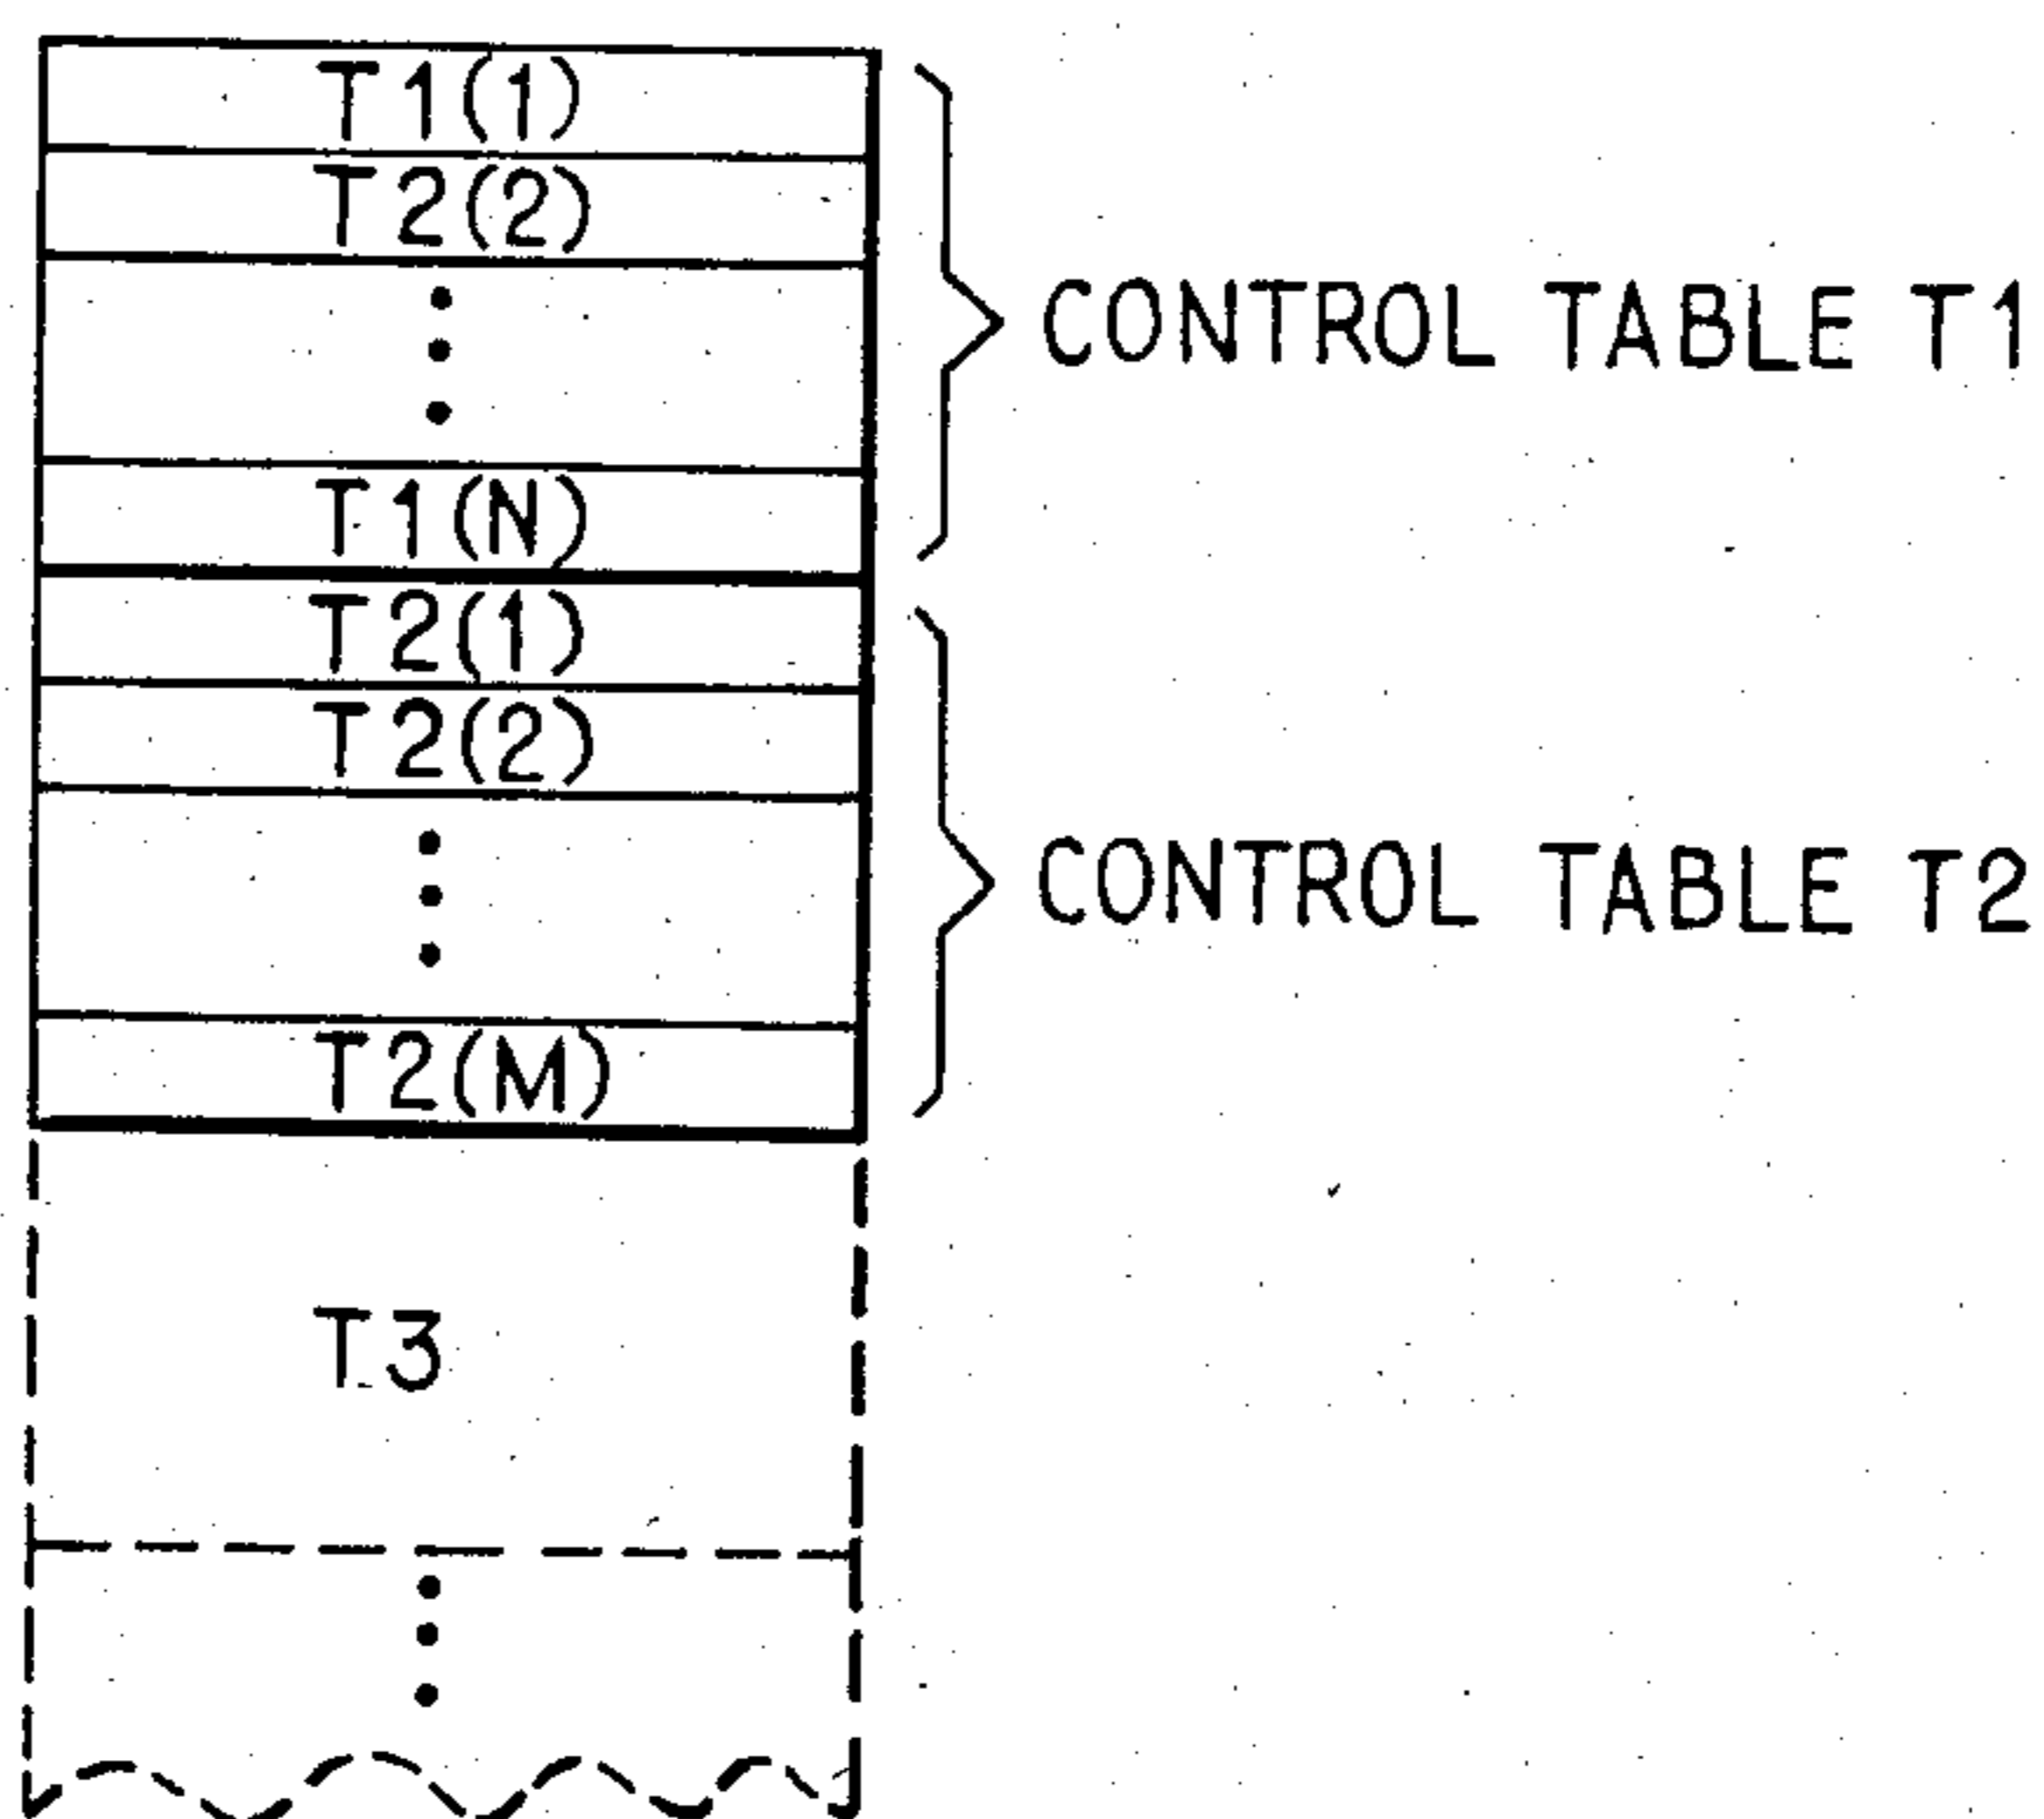 T1(1)
T2(2)
CONTROL TABLE T1
T1(N)
T2(1)
T2(2)
CONTROL TABLE T2
T2(M)
T3